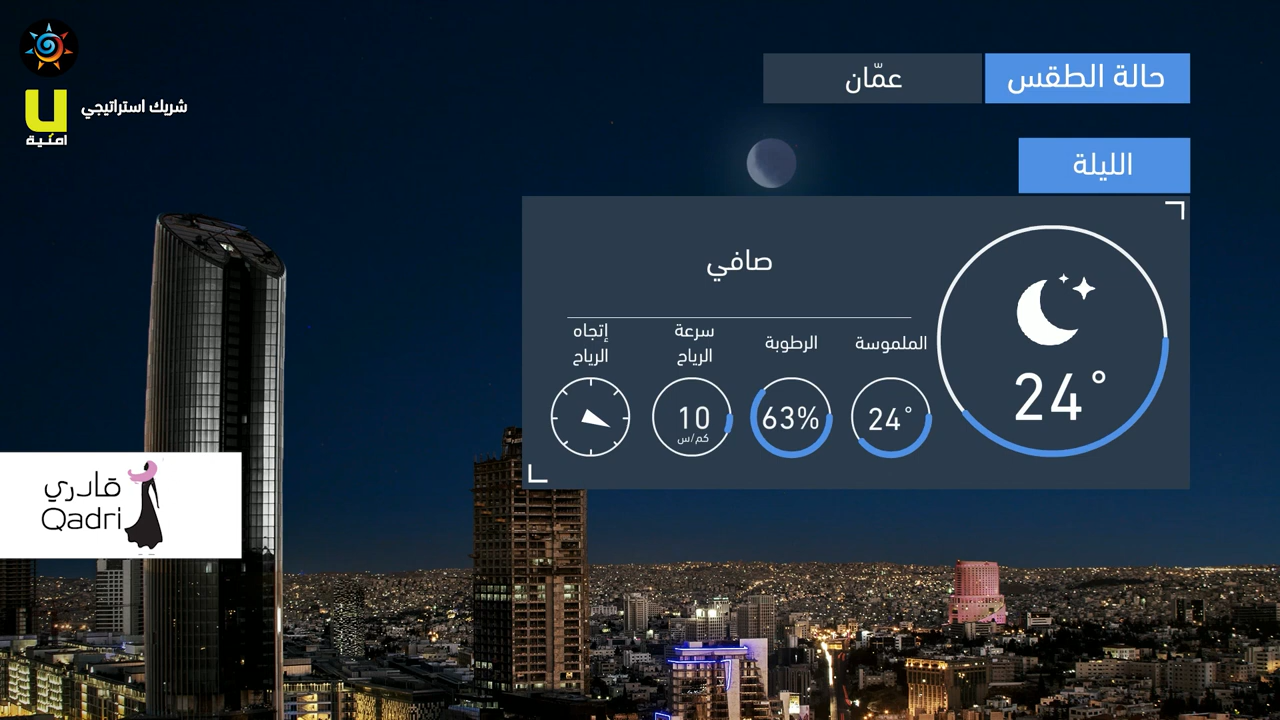 حالة الطقس
عمّان
شريك استراتيجي
U
امنية
الليلة
صافي
24°
الملموسة
24°
الرطوبة
63%
سرعة
الرياح
10
كم/س
إتجاه
الرياح
قادري
Qadri